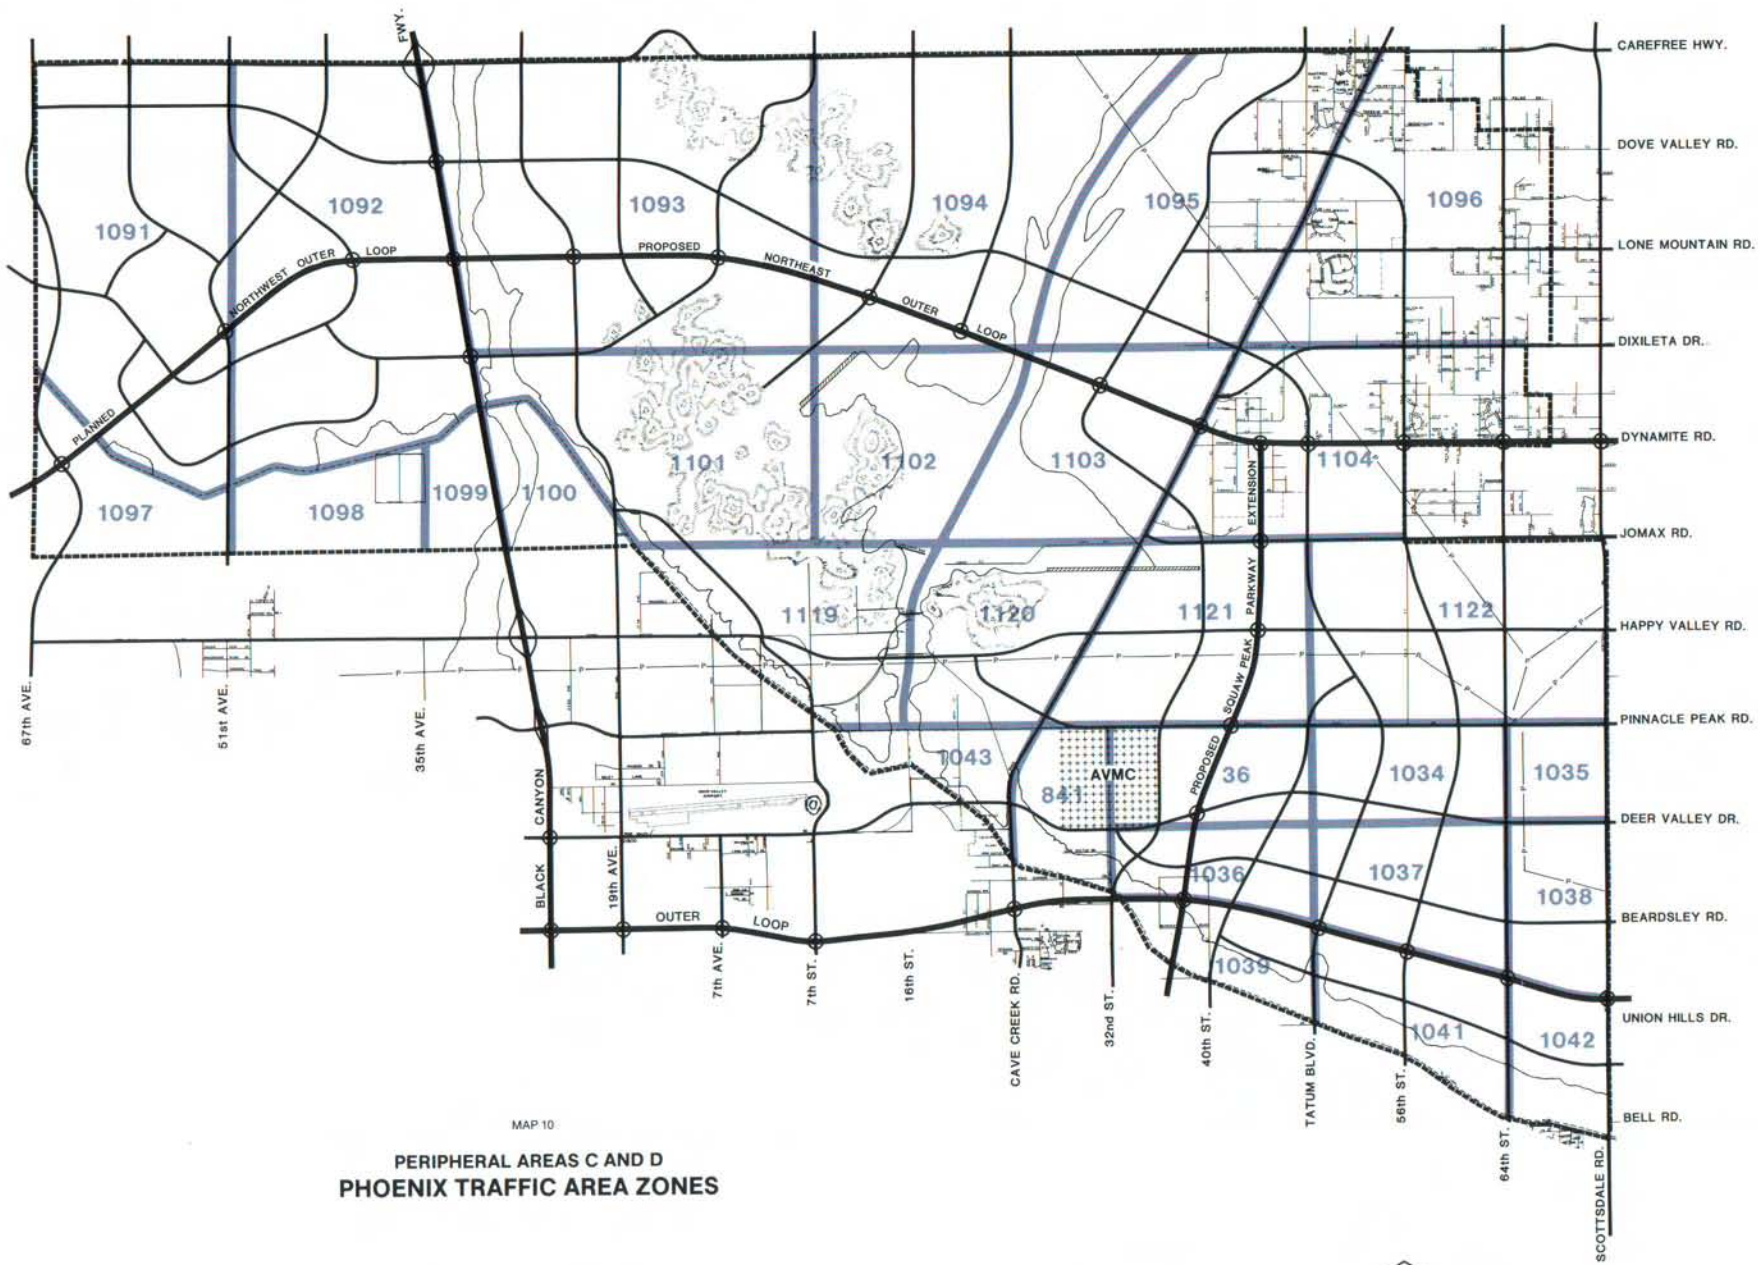 FWY.
CAREFREE HWY.
DOVE VALLEY RD.
1091
1092
1093
1094
1095
1096
LONE MOUNTAIN RD.
PLANNED NORTHWEST OUTER LOOP
PROPOSED NORTHEAST OUTER LOOP
DIXILETA DR.
DYNAMITE RD.
1097
1098
1099
1100
1101
1102
1103
1104
JOMAX RD.
1119
1120
1121
1122
HAPPY VALLEY RD.
P P P P P P P P P P P P P
PROPOSED SQUAW PEAK PARKWAY EXTENSION
67th AVE.
51st AVE.
35th AVE.
PINNACLE PEAK RD.
1043
841
AVMC
36
1034
1035
DEER VALLEY DR.
BLACK CANYON
19th AVE.
1036
1037
1038
BEARDSLEY RD.
OUTER LOOP
7th AVE.
7th ST.
16th ST.
CAVE CREEK RD.
32nd ST.
40th ST.
1039
TATUM BLVD.
56th ST.
1041
1042
UNION HILLS DR.
BELL RD.
64th ST.
SCOTTSDALE RD.
MAP 10
PERIPHERAL AREAS C AND D
PHOENIX TRAFFIC AREA ZONES